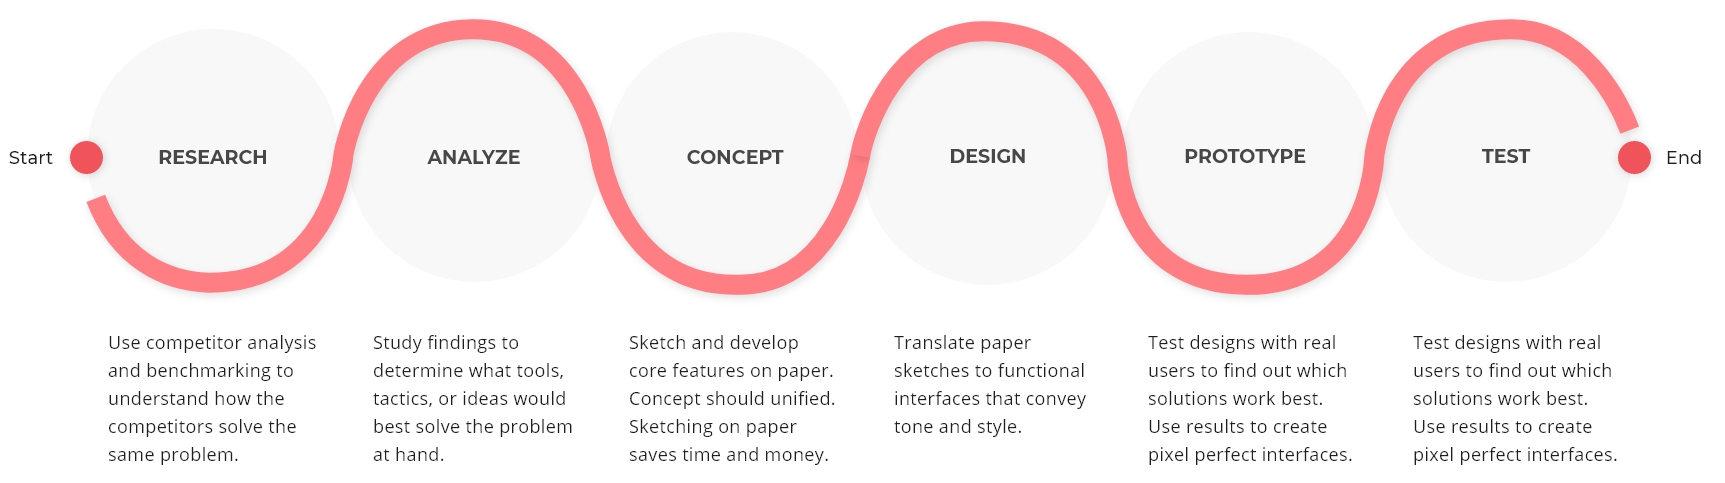 Start
RESEARCH
ANALYZE
CONCEPT
DESIGN
PROTOTYPE
TEST
End
Use competitor analysis
and benchmarking to
understand how the
competitors solve the
same problem.
Study findings to
determine what tools,
tactics, or ideas would
best solve the problem
at hand.
Sketch and develop
core features on paper.
Concept should unified.
Sketching on paper
saves time and money.
Translate paper
sketches to functional
interfaces that convey
tone and style.
Test designs with real
users to find out which
solutions work best.
Use results to create
pixel perfect interfaces.
Test designs with real
users to find out which
solutions work best.
Use results to create
pixel perfect interfaces.